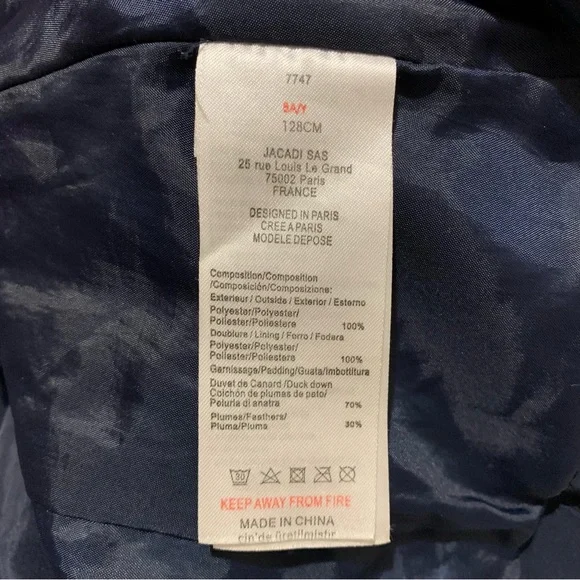 7747
8A/Y
128CM
JACADI SAS
25 rue Louis Le Grand
75002 Paris
FRANCE
DESIGNED IN PARIS
CREE A PARIS
MODELE DEPOSE
Composition/Composition
/Composición/Composizione:
Exterieur / Outside / Exterior / Esterno
Polyester/Polyester/
Poliester/Poliestere 100%
Doublure / Lining / Forro / Fodera
Polyester/Polyester/
Poliester/Poliestere 100%
Garnissage/Padding/Guata/Imbottitura
Duvet de Canard /Duck down
Colchón de plumas de pato/
Peluria di anatra 70%
Plumes/Feathers/
Pluma/Piuma 30%
30
KEEP AWAY FROM FIRE
MADE IN CHINA